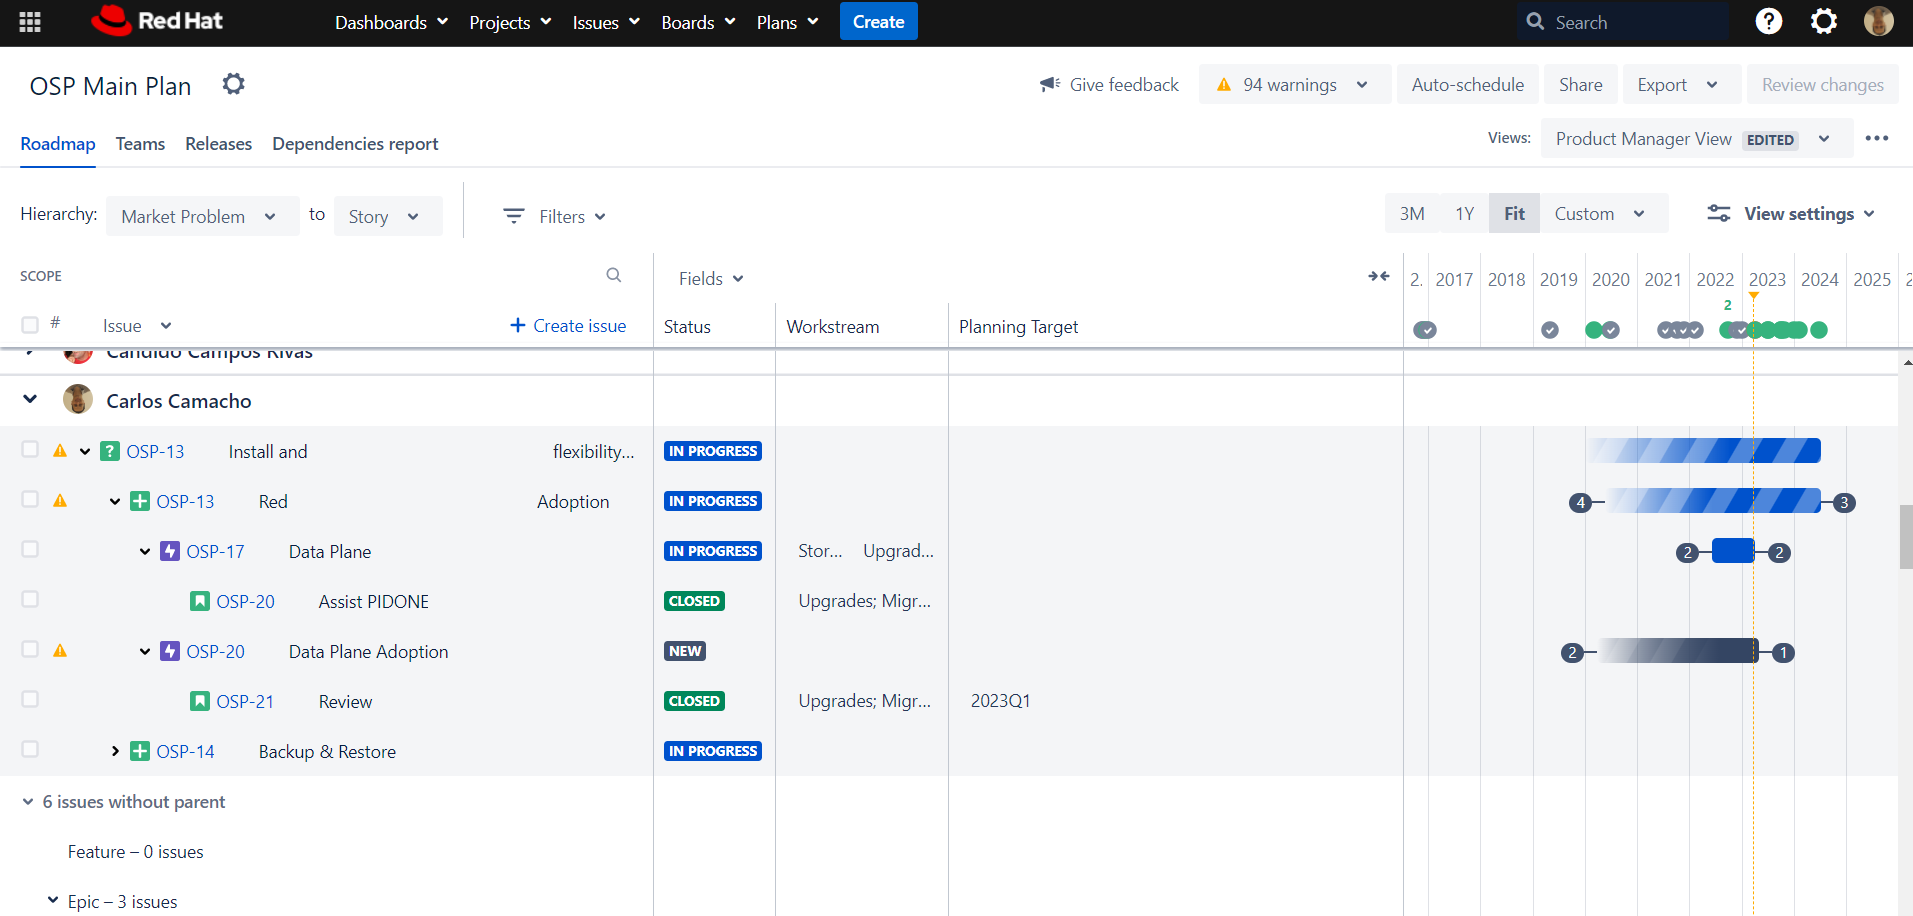 Red Hat Dashboards Projects Issues Boards Plans Create Search
OSP Main Plan Give feedback 94 warnings Auto-schedule Share Export Review changes
Roadmap Teams Releases Dependencies report Views: Product Manager View EDITED
Hierarchy: Market Problem to Story Filters 3M 1Y Fit Custom View settings
SCOPE Fields 2. 2017 2018 2019 2020 2021 2022 2023 2024 2025 2
2
# Issue + Create issue Status Workstream Planning Target
Candido Campos Rivas
Carlos Camacho
OSP-13 Install and flexibility... IN PROGRESS
OSP-13 Red Adoption IN PROGRESS 4 3
OSP-17 Data Plane IN PROGRESS Stor... Upgrad... 2 2
OSP-20 Assist PIDONE CLOSED Upgrades; Migr...
OSP-20 Data Plane Adoption NEW 2 1
OSP-21 Review CLOSED Upgrades; Migr... 2023Q1
OSP-14 Backup & Restore IN PROGRESS
6 issues without parent
Feature – 0 issues
Epic – 3 issues